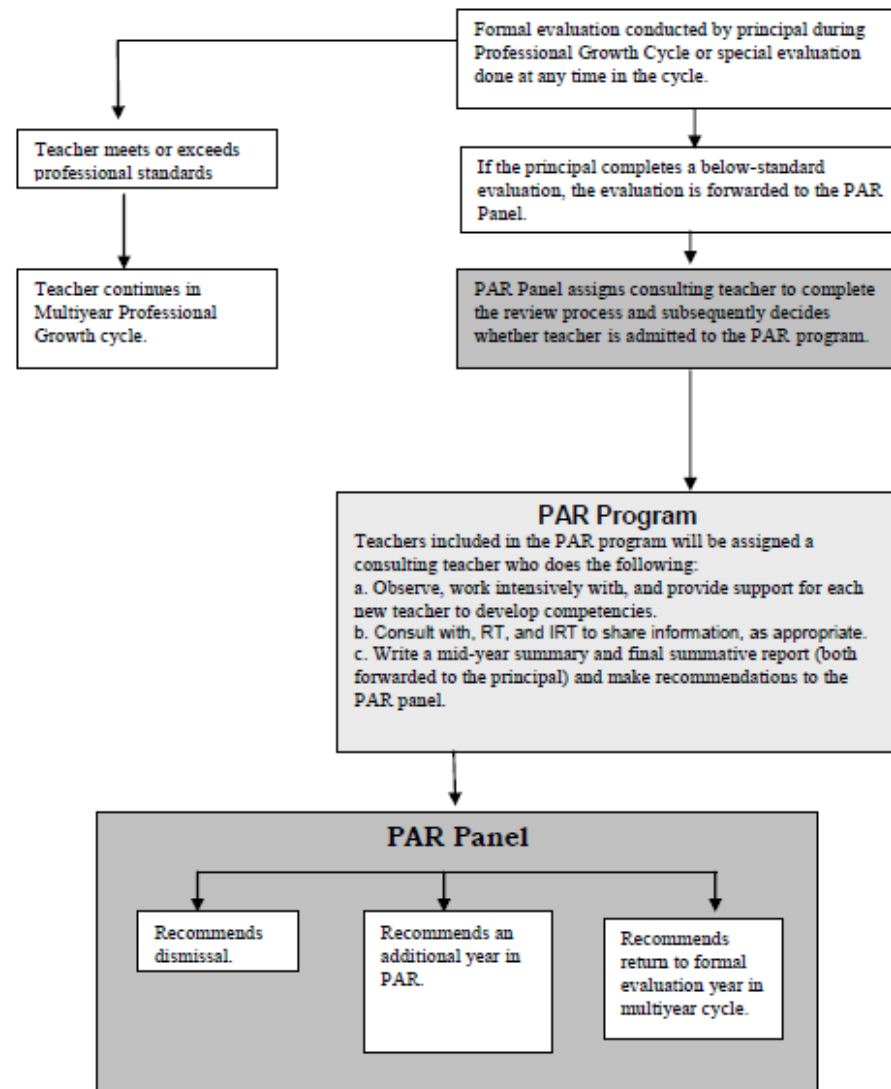 Formal evaluation conducted by principal during
Professional Growth Cycle or special evaluation
done at any time in the cycle.
Teacher meets or exceeds
professional standards
If the principal completes a below-standard
evaluation, the evaluation is forwarded to the PAR
Panel.
Teacher continues in
Multiyear Professional
Growth cycle.
PAR Panel assigns consulting teacher to complete
the review process and subsequently decides
whether teacher is admitted to the PAR program.
PAR Program
Teachers included in the PAR program will be assigned a
consulting teacher who does the following:
a. Observe, work intensively with, and provide support for each
new teacher to develop competencies.
b. Consult with, RT, and IRT to share information, as appropriate.
c. Write a mid-year summary and final summative report (both
forwarded to the principal) and make recommendations to the
PAR panel.
PAR Panel
Recommends
dismissal.
Recommends an
additional year in
PAR.
Recommends
return to formal
evaluation year in
multiyear cycle.